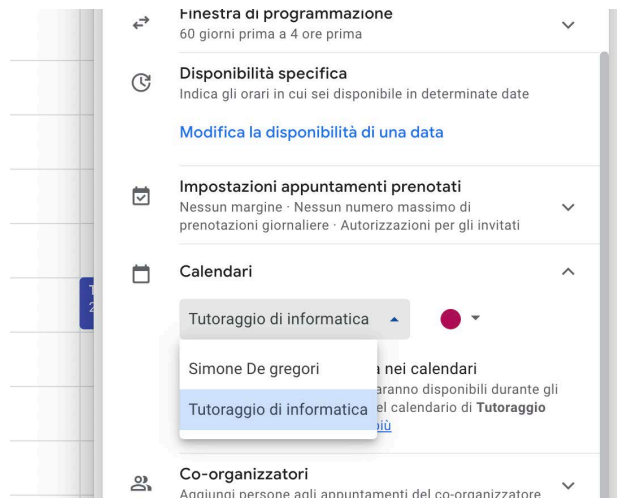 Finestra di programmazione
60 giorni prima a 4 ore prima
Disponibilità specifica
Indica gli orari in cui sei disponibile in determinate date
Modifica la disponibilità di una data
Impostazioni appuntamenti prenotati
Nessun margine · Nessun numero massimo di
prenotazioni giornaliere · Autorizzazioni per gli invitati
Calendari
Tutoraggio di informatica
Simone De gregori
nei calendari
aranno disponibili durante gli
Tutoraggio di informatica
el calendario di Tutoraggio
più
Co-organizzatori
Aggiungi persone agli appuntamenti del co-organizzatore